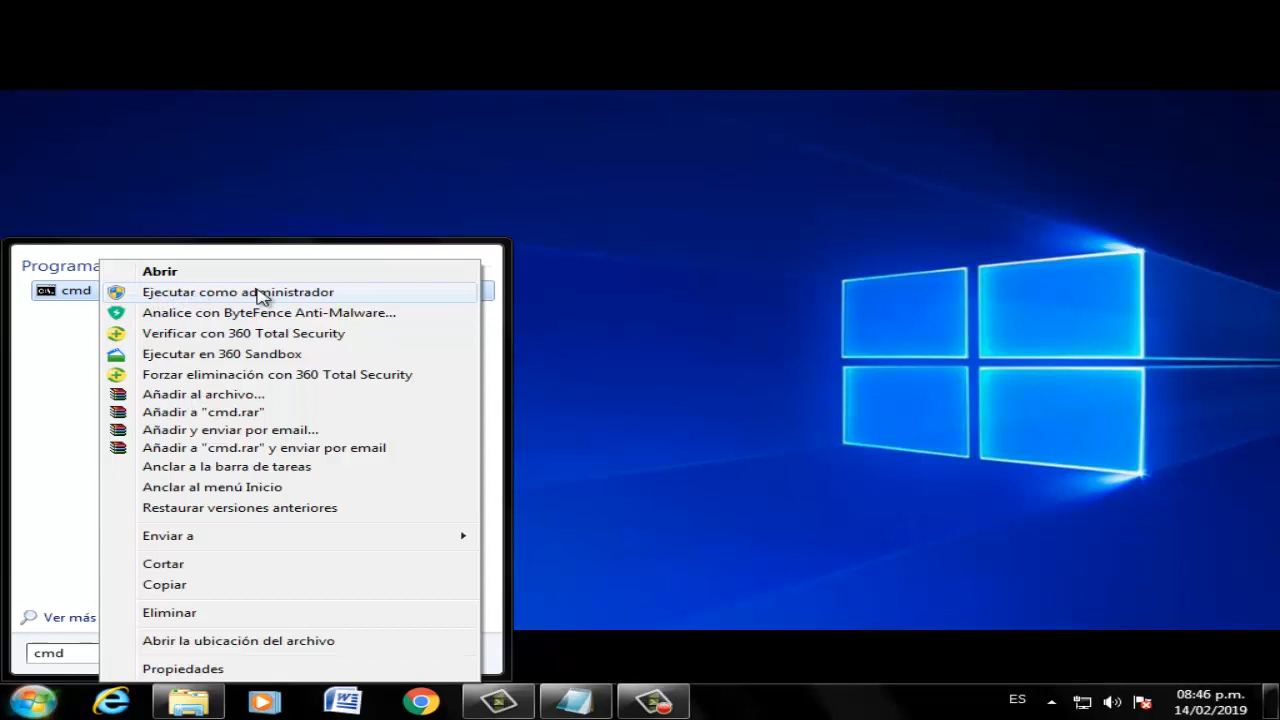 Programa
cmd
Abrir
Ejecutar como administrador
Analice con ByteFence Anti-Malware...
Verificar con 360 Total Security
Ejecutar en 360 Sandbox
Forzar eliminación con 360 Total Security
Añadir al archivo...
Añadir a "cmd.rar"
Añadir y enviar por email...
Añadir a "cmd.rar" y enviar por email
Anclar a la barra de tareas
Anclar al menú Inicio
Restaurar versiones anteriores
Enviar a
Cortar
Copiar
Eliminar
Abrir la ubicación del archivo
Propiedades
Ver más
cmd
ES
08:46 p.m.
14/02/2019